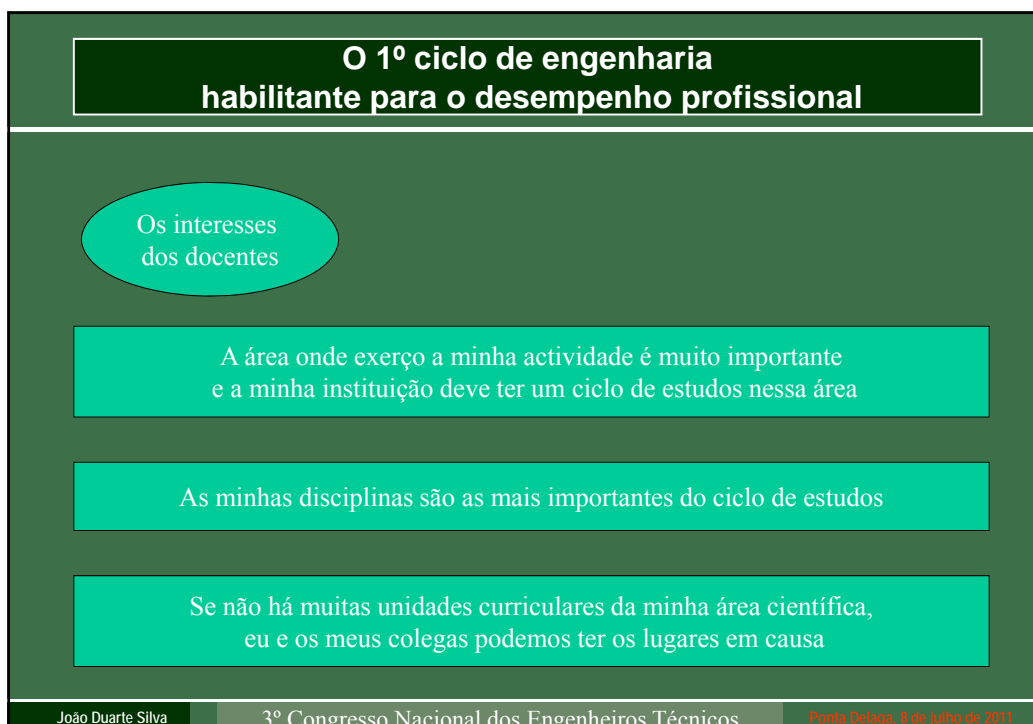 O 1º ciclo de engenharia
habilitante para o desempenho profissional
Os interesses
dos docentes
A área onde exerço a minha actividade é muito importante
e a minha instituição deve ter um ciclo de estudos nessa área
As minhas disciplinas são as mais importantes do ciclo de estudos
Se não há muitas unidades curriculares da minha área científica,
eu e os meus colegas podemos ter os lugares em causa
João Duarte Silva
3º Congresso Nacional dos Engenheiros Técnicos
Ponta Delaga, 8 de julho de 2011